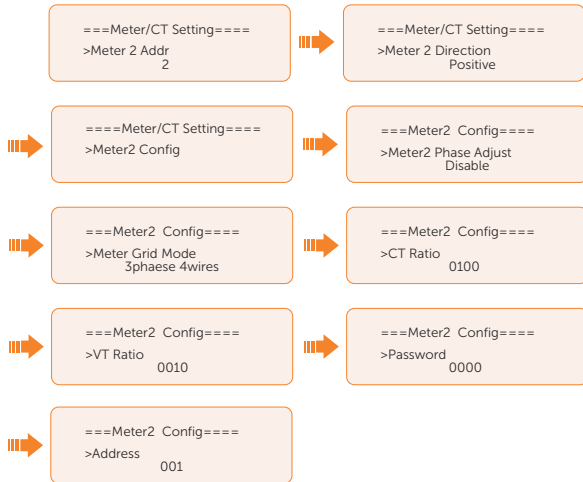 ===Meter/CT Setting====
>Meter 2 Addr
2
===Meter/CT Setting====
>Meter 2 Direction
Positive
====Meter/CT Setting====
>Meter2 Config
===Meter2 Config====
>Meter2 Phase Adjust
Disable
===Meter2 Config====
>Meter Grid Mode
3phaese 4wires
===Meter2 Config====
>CT Ratio
0100
===Meter2 Config====
>VT Ratio
0010
===Meter2 Config====
>Password
0000
===Meter2 Config====
>Address
001